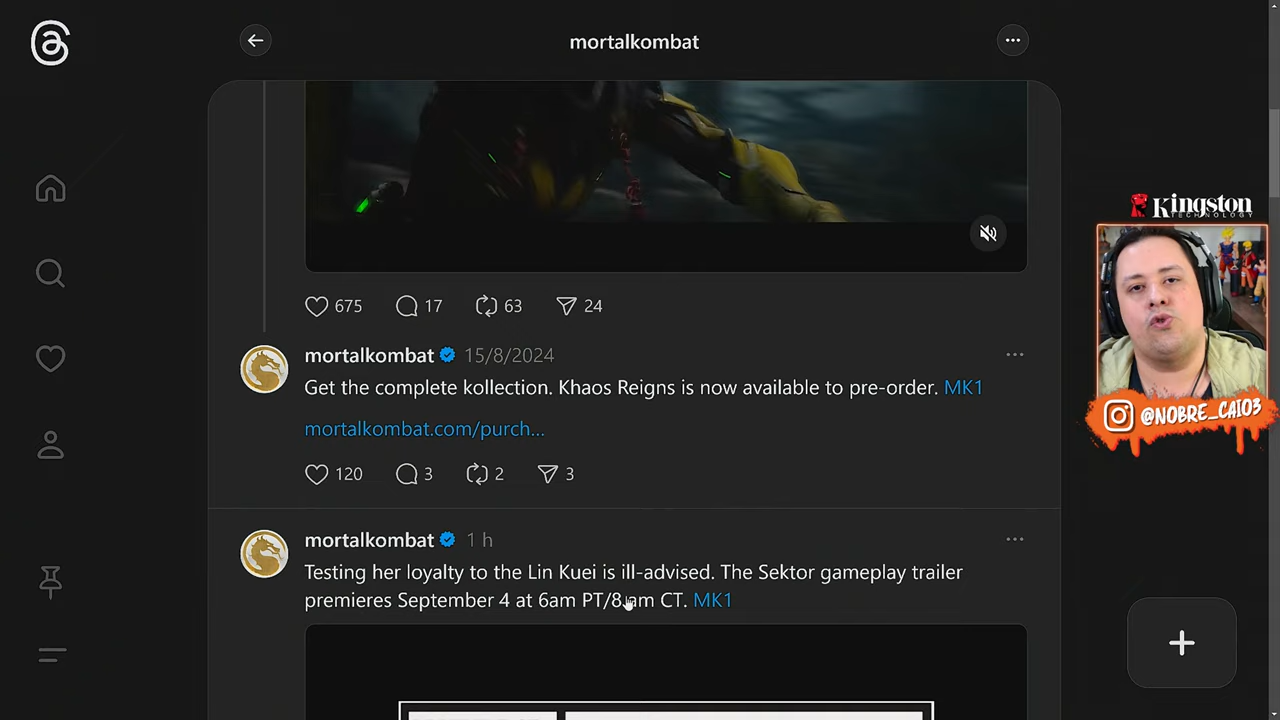 mortalkombat
675 17 63 24
mortalkombat 15/8/2024
Get the complete kollection. Khaos Reigns is now available to pre-order. MK1
mortalkombat.com/purch...
120 3 2 3
mortalkombat 1 h
Testing her loyalty to the Lin Kuei is ill-advised. The Sektor gameplay trailer
premieres September 4 at 6am PT/8am CT. MK1
Kingston
TECHNOLOGY
@NOBRE_CAIO3